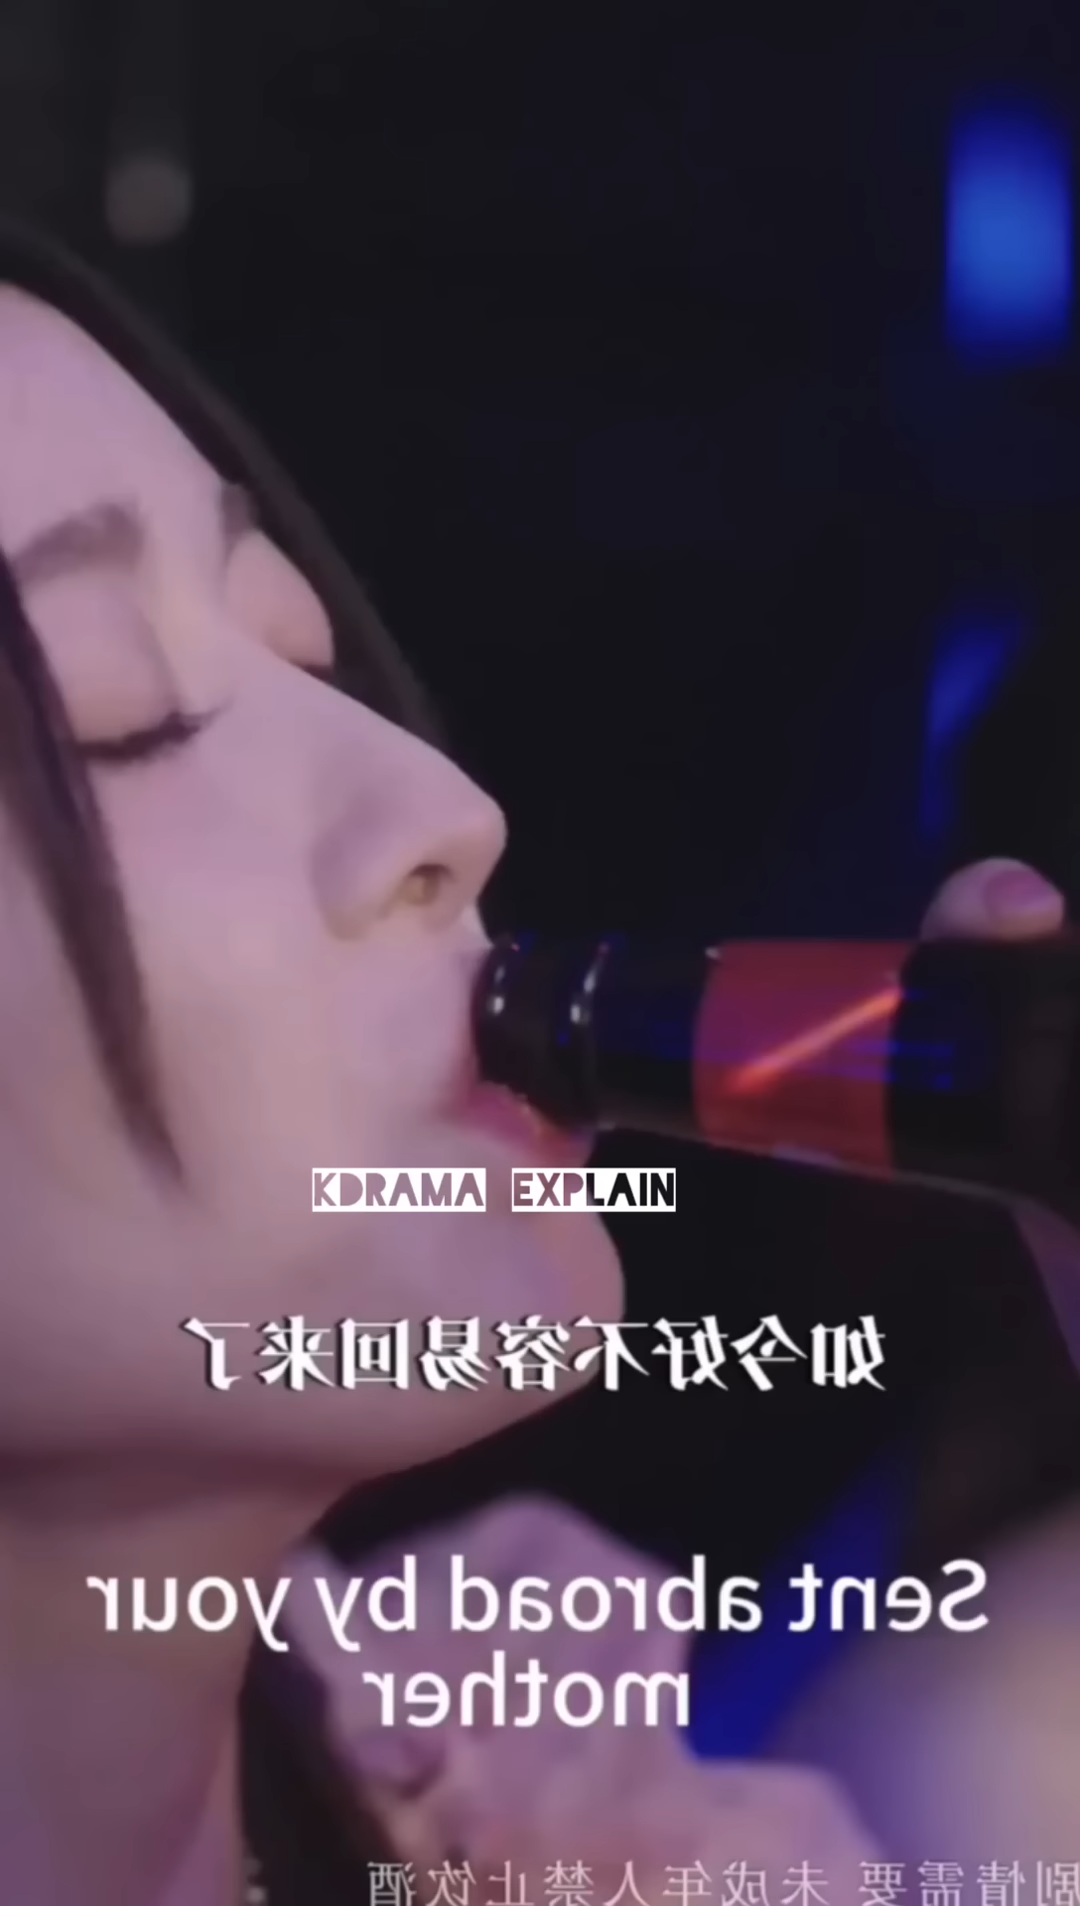 KDRAMA EXPLAIN
如今好不容易回来了
Sent abroad by your
mother
剧情需要 未成年人禁止饮酒